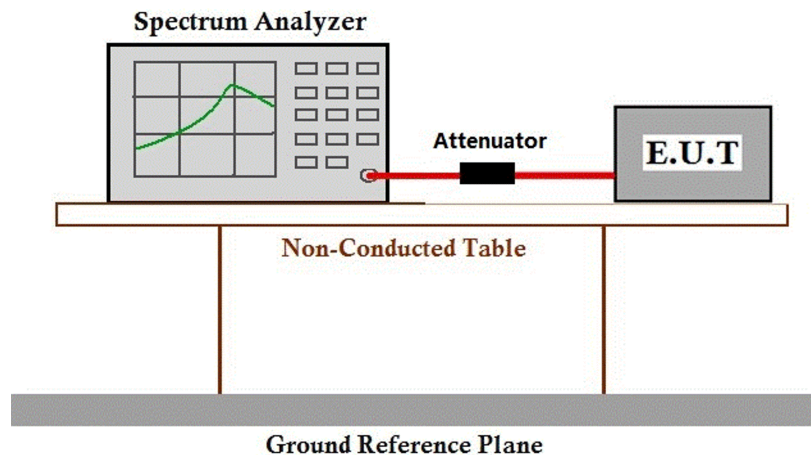 Spectrum Analyzer
Attenuator
E.U.T
Non-Conducted Table
Ground Reference Plane